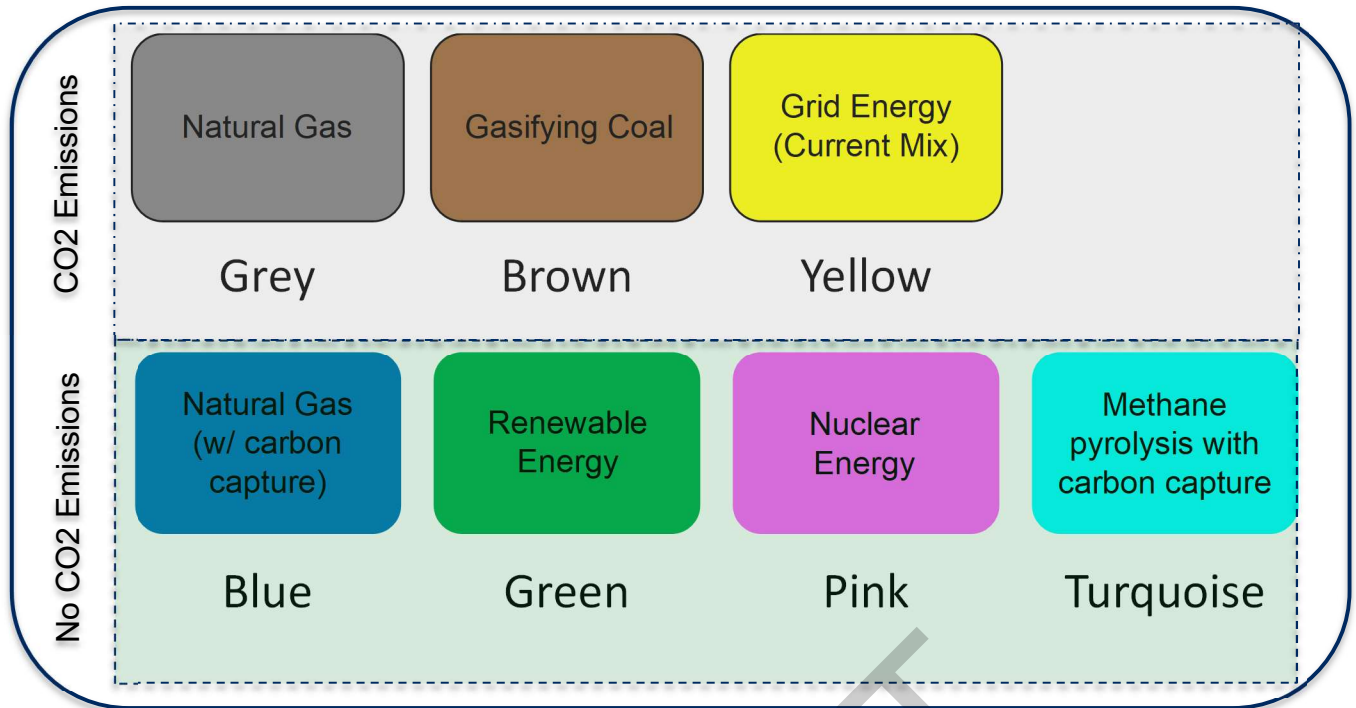 CO2 Emissions
Natural Gas
Gasifying Coal
Grid Energy
(Current Mix)
Grey
Brown
Yellow
No CO2 Emissions
Natural Gas
(w/ carbon
capture)
Renewable
Energy
Nuclear
Energy
Methane
pyrolysis with
carbon capture
Blue
Green
Pink
Turquoise